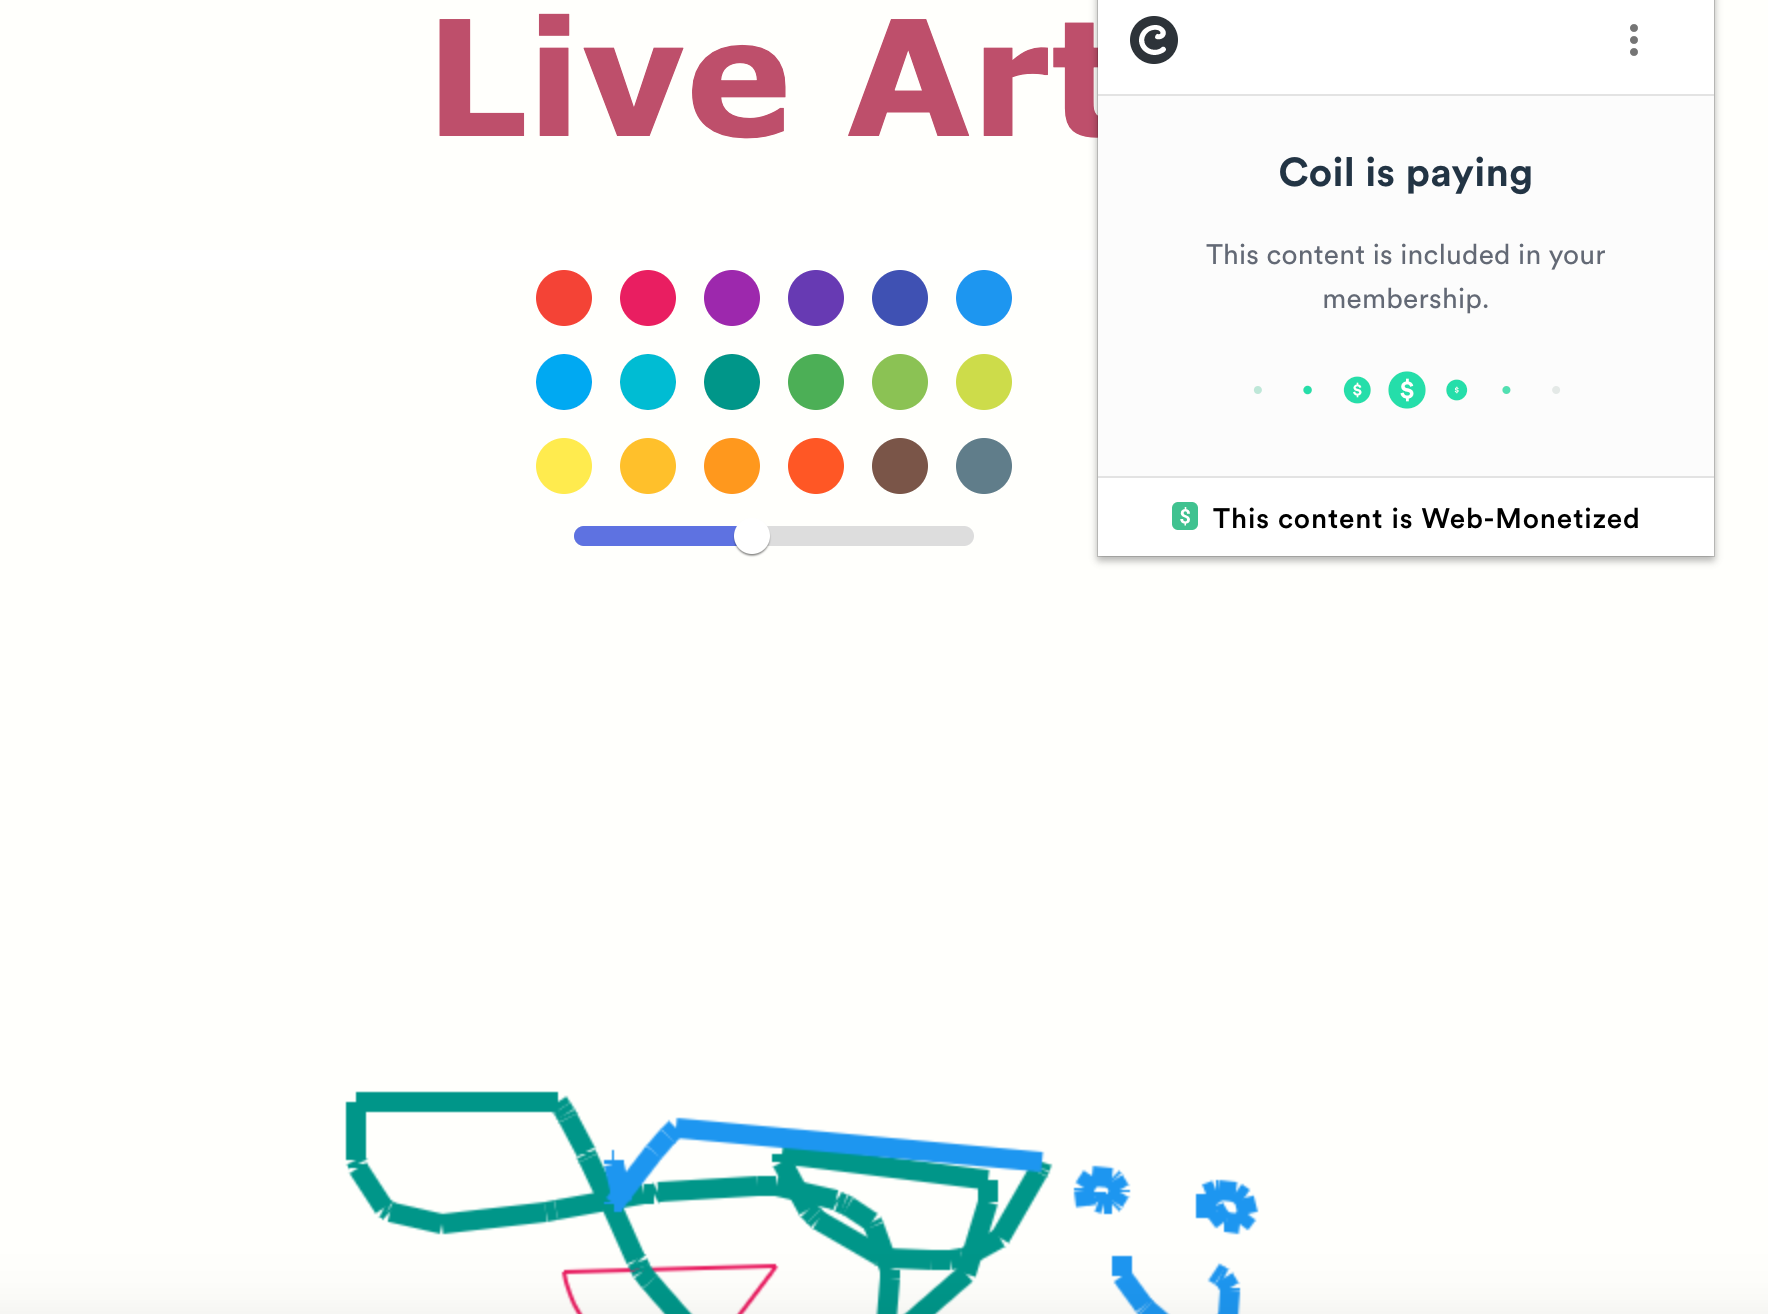 Live Art
Coil is paying
This content is included in your
membership.
$ $ $
$ This content is Web-Monetized